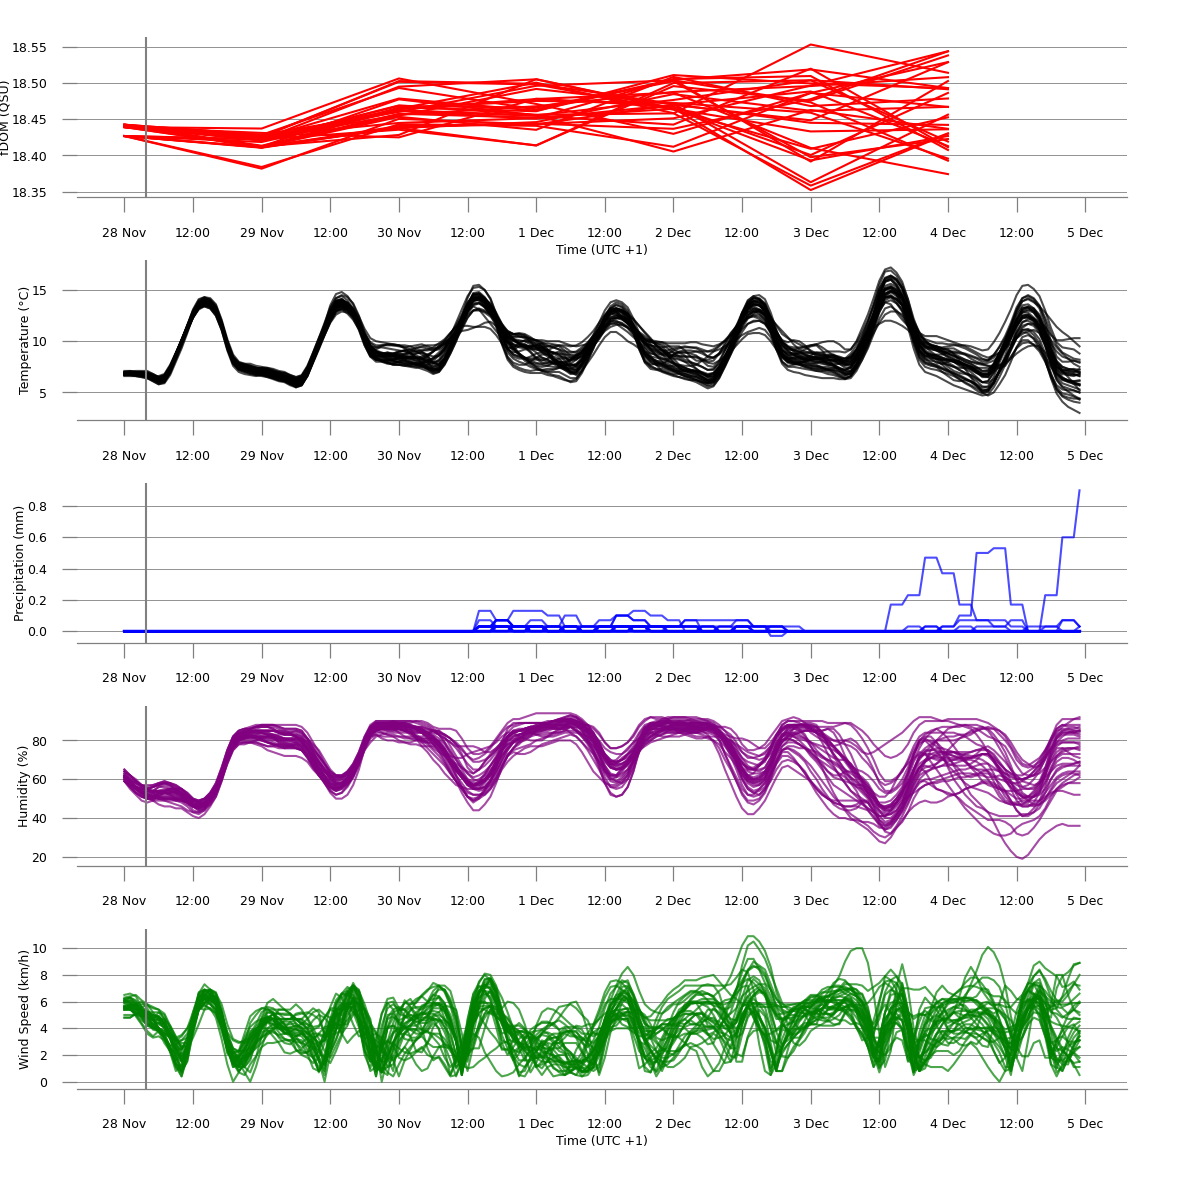 18.55
18.50
18.45
18.40
18.35
fDOM (QSU)
28 Nov 12:00 29 Nov 12:00 30 Nov 12:00 1 Dec 12:00 2 Dec 12:00 3 Dec 12:00 4 Dec 12:00 5 Dec
Time (UTC +1)
15
10
5
Temperature (°C)
28 Nov 12:00 29 Nov 12:00 30 Nov 12:00 1 Dec 12:00 2 Dec 12:00 3 Dec 12:00 4 Dec 12:00 5 Dec
0.8
0.6
0.4
0.2
0.0
Precipitation (mm)
28 Nov 12:00 29 Nov 12:00 30 Nov 12:00 1 Dec 12:00 2 Dec 12:00 3 Dec 12:00 4 Dec 12:00 5 Dec
80
60
40
20
Humidity (%)
28 Nov 12:00 29 Nov 12:00 30 Nov 12:00 1 Dec 12:00 2 Dec 12:00 3 Dec 12:00 4 Dec 12:00 5 Dec
10
8
6
4
2
0
Wind Speed (km/h)
28 Nov 12:00 29 Nov 12:00 30 Nov 12:00 1 Dec 12:00 2 Dec 12:00 3 Dec 12:00 4 Dec 12:00 5 Dec
Time (UTC +1)